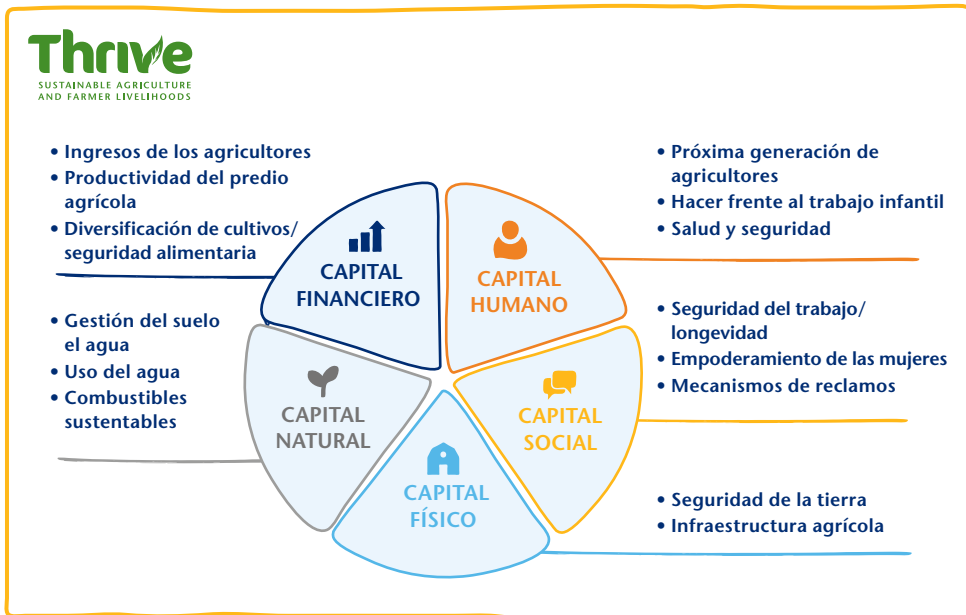 Thrive
SUSTAINABLE AGRICULTURE
AND FARMER LIVELIHOODS
• Ingresos de los agricultores
• Productividad del predio
agrícola
• Diversificación de cultivos/
seguridad alimentaria
• Próxima generación de
agricultores
• Hacer frente al trabajo infantil
• Salud y seguridad
CAPITAL
FINANCIERO
CAPITAL
HUMANO
• Gestión del suelo
el agua
• Uso del agua
• Combustibles
sustentables
• Seguridad del trabajo/
longevidad
• Empoderamiento de las mujeres
• Mecanismos de reclamos
CAPITAL
NATURAL
CAPITAL
SOCIAL
CAPITAL
FÍSICO
• Seguridad de la tierra
• Infraestructura agrícola